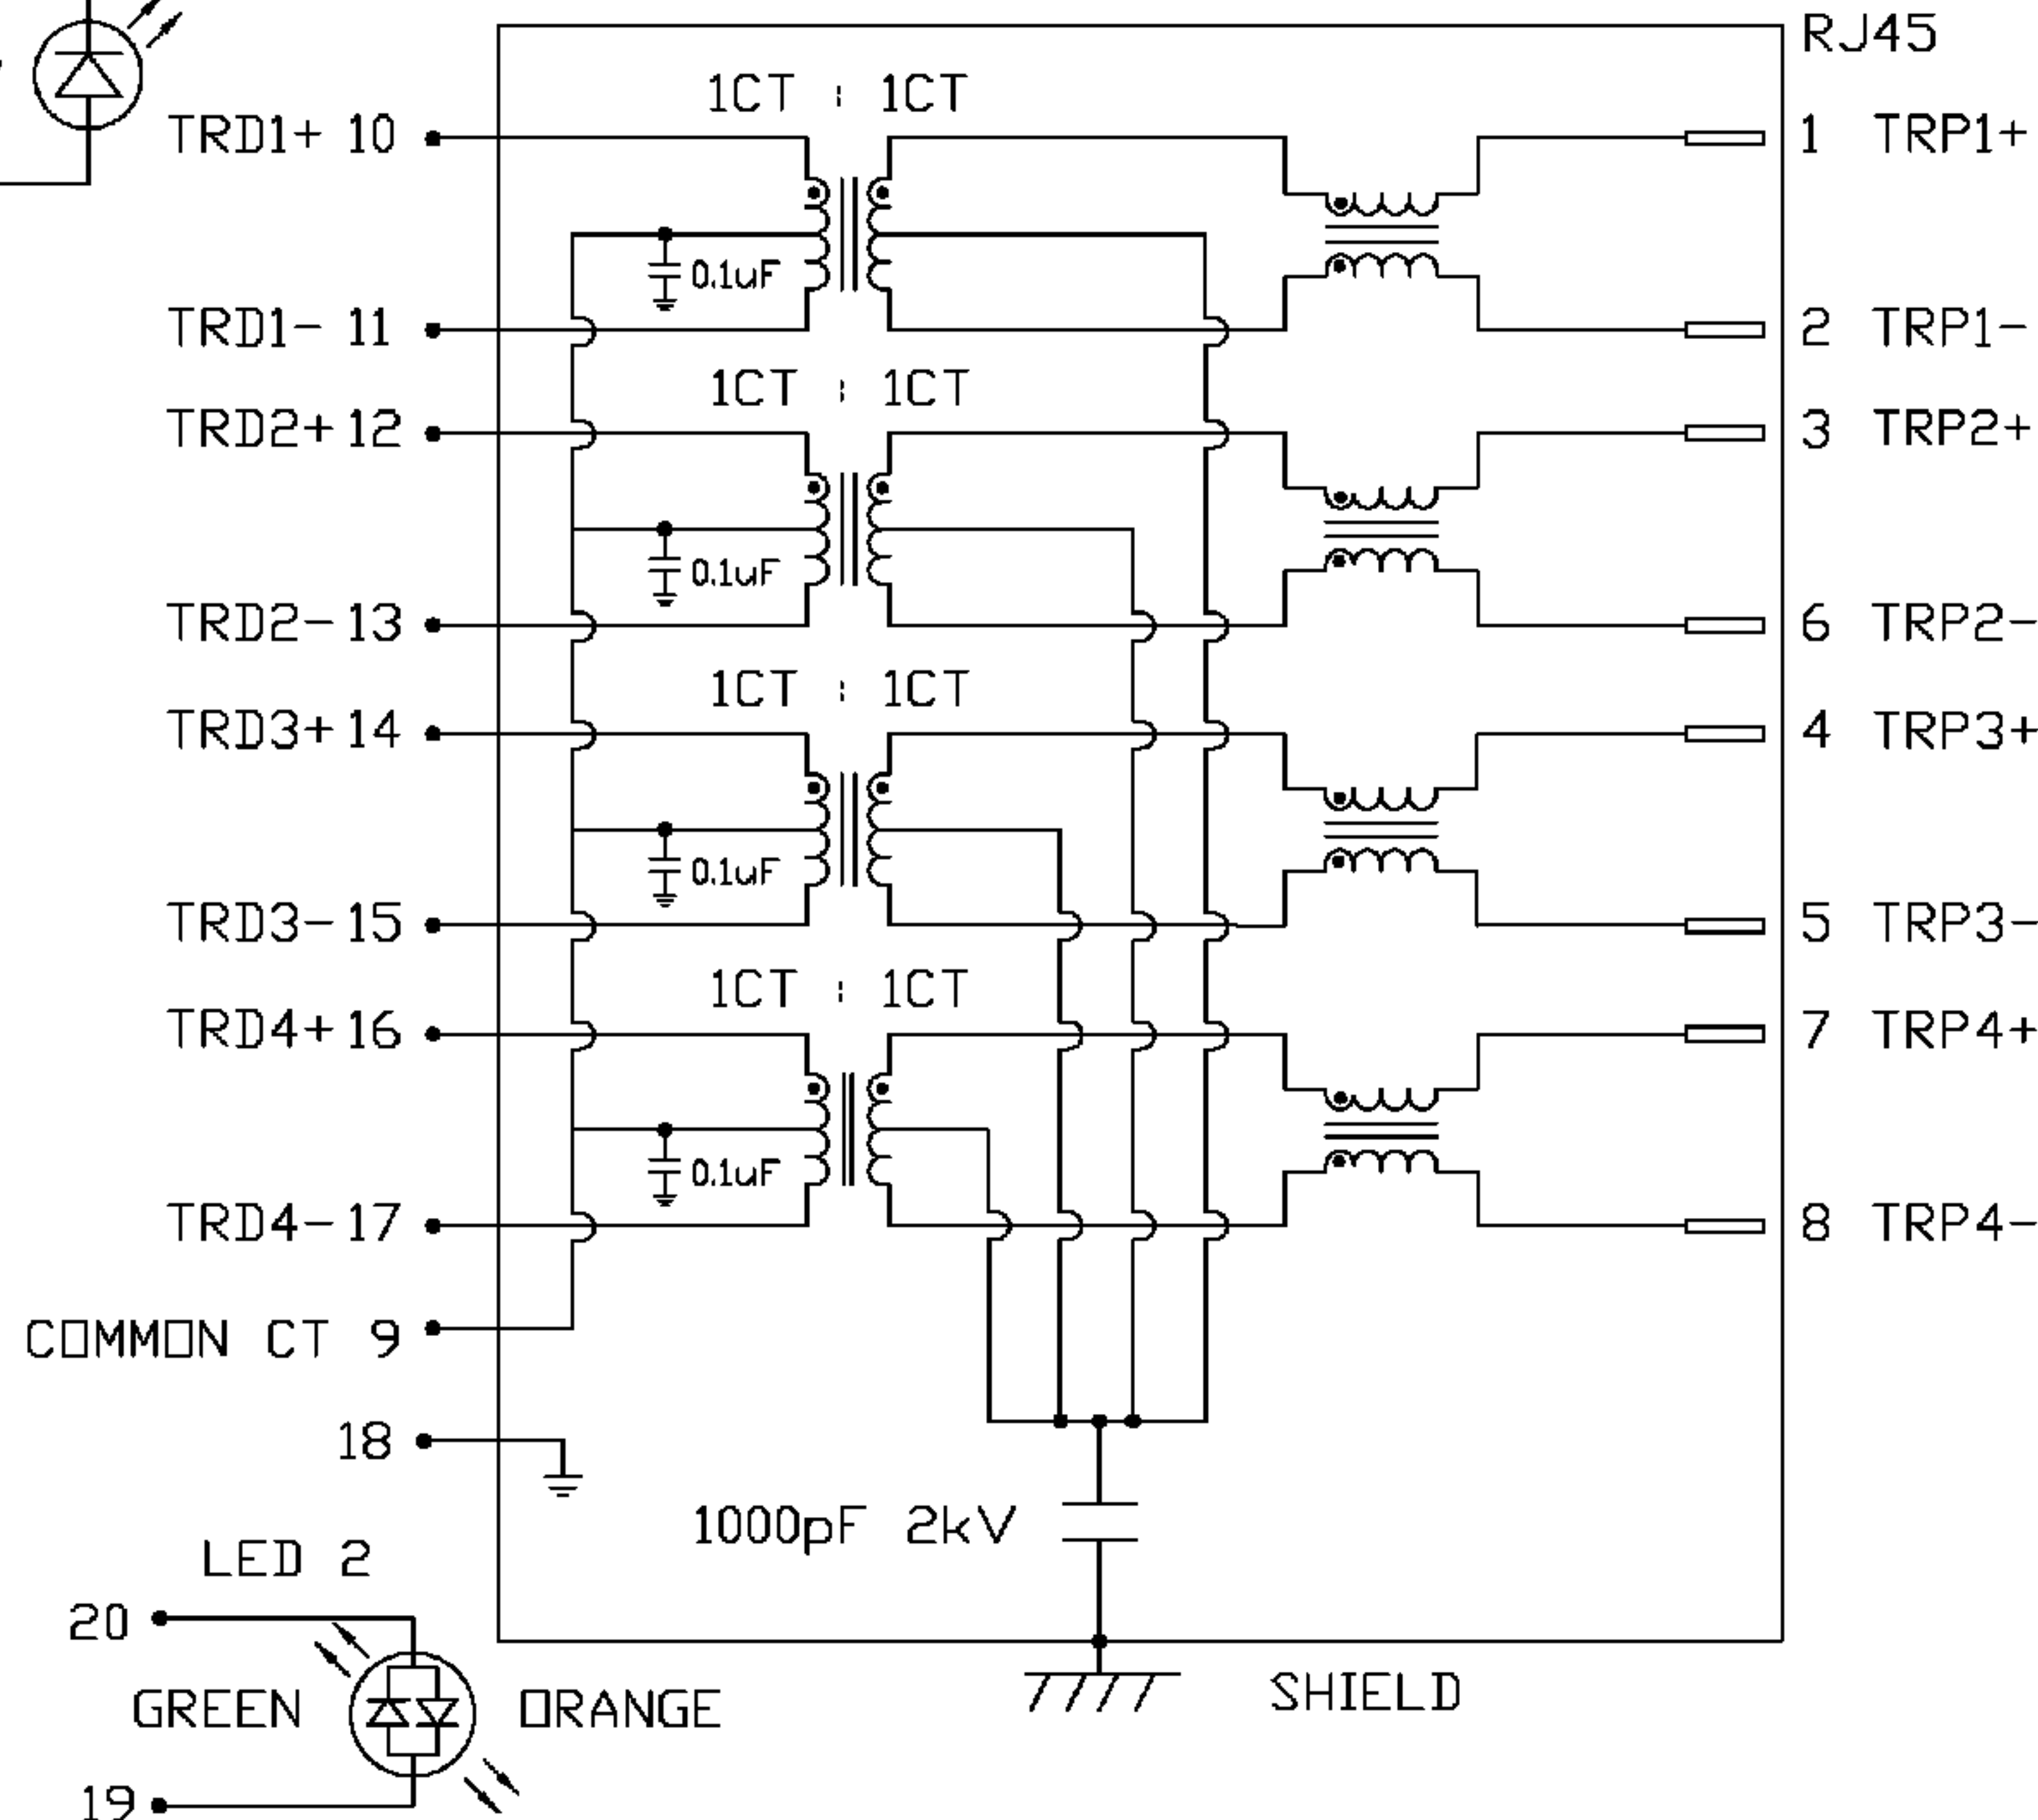 RJ45
1CT : 1CT
TRD1+ 10
1 TRP1+
0.1uF
TRD1- 11
2 TRP1-
1CT : 1CT
TRD2+ 12
3 TRP2+
0.1uF
TRD2- 13
6 TRP2-
1CT : 1CT
TRD3+ 14
4 TRP3+
0.1uF
TRD3- 15
5 TRP3-
1CT : 1CT
TRD4+ 16
7 TRP4+
0.1uF
TRD4- 17
8 TRP4-
COMMON CT 9
18
1000pF 2kV
LED 2
20
GREEN
ORANGE
SHIELD
19